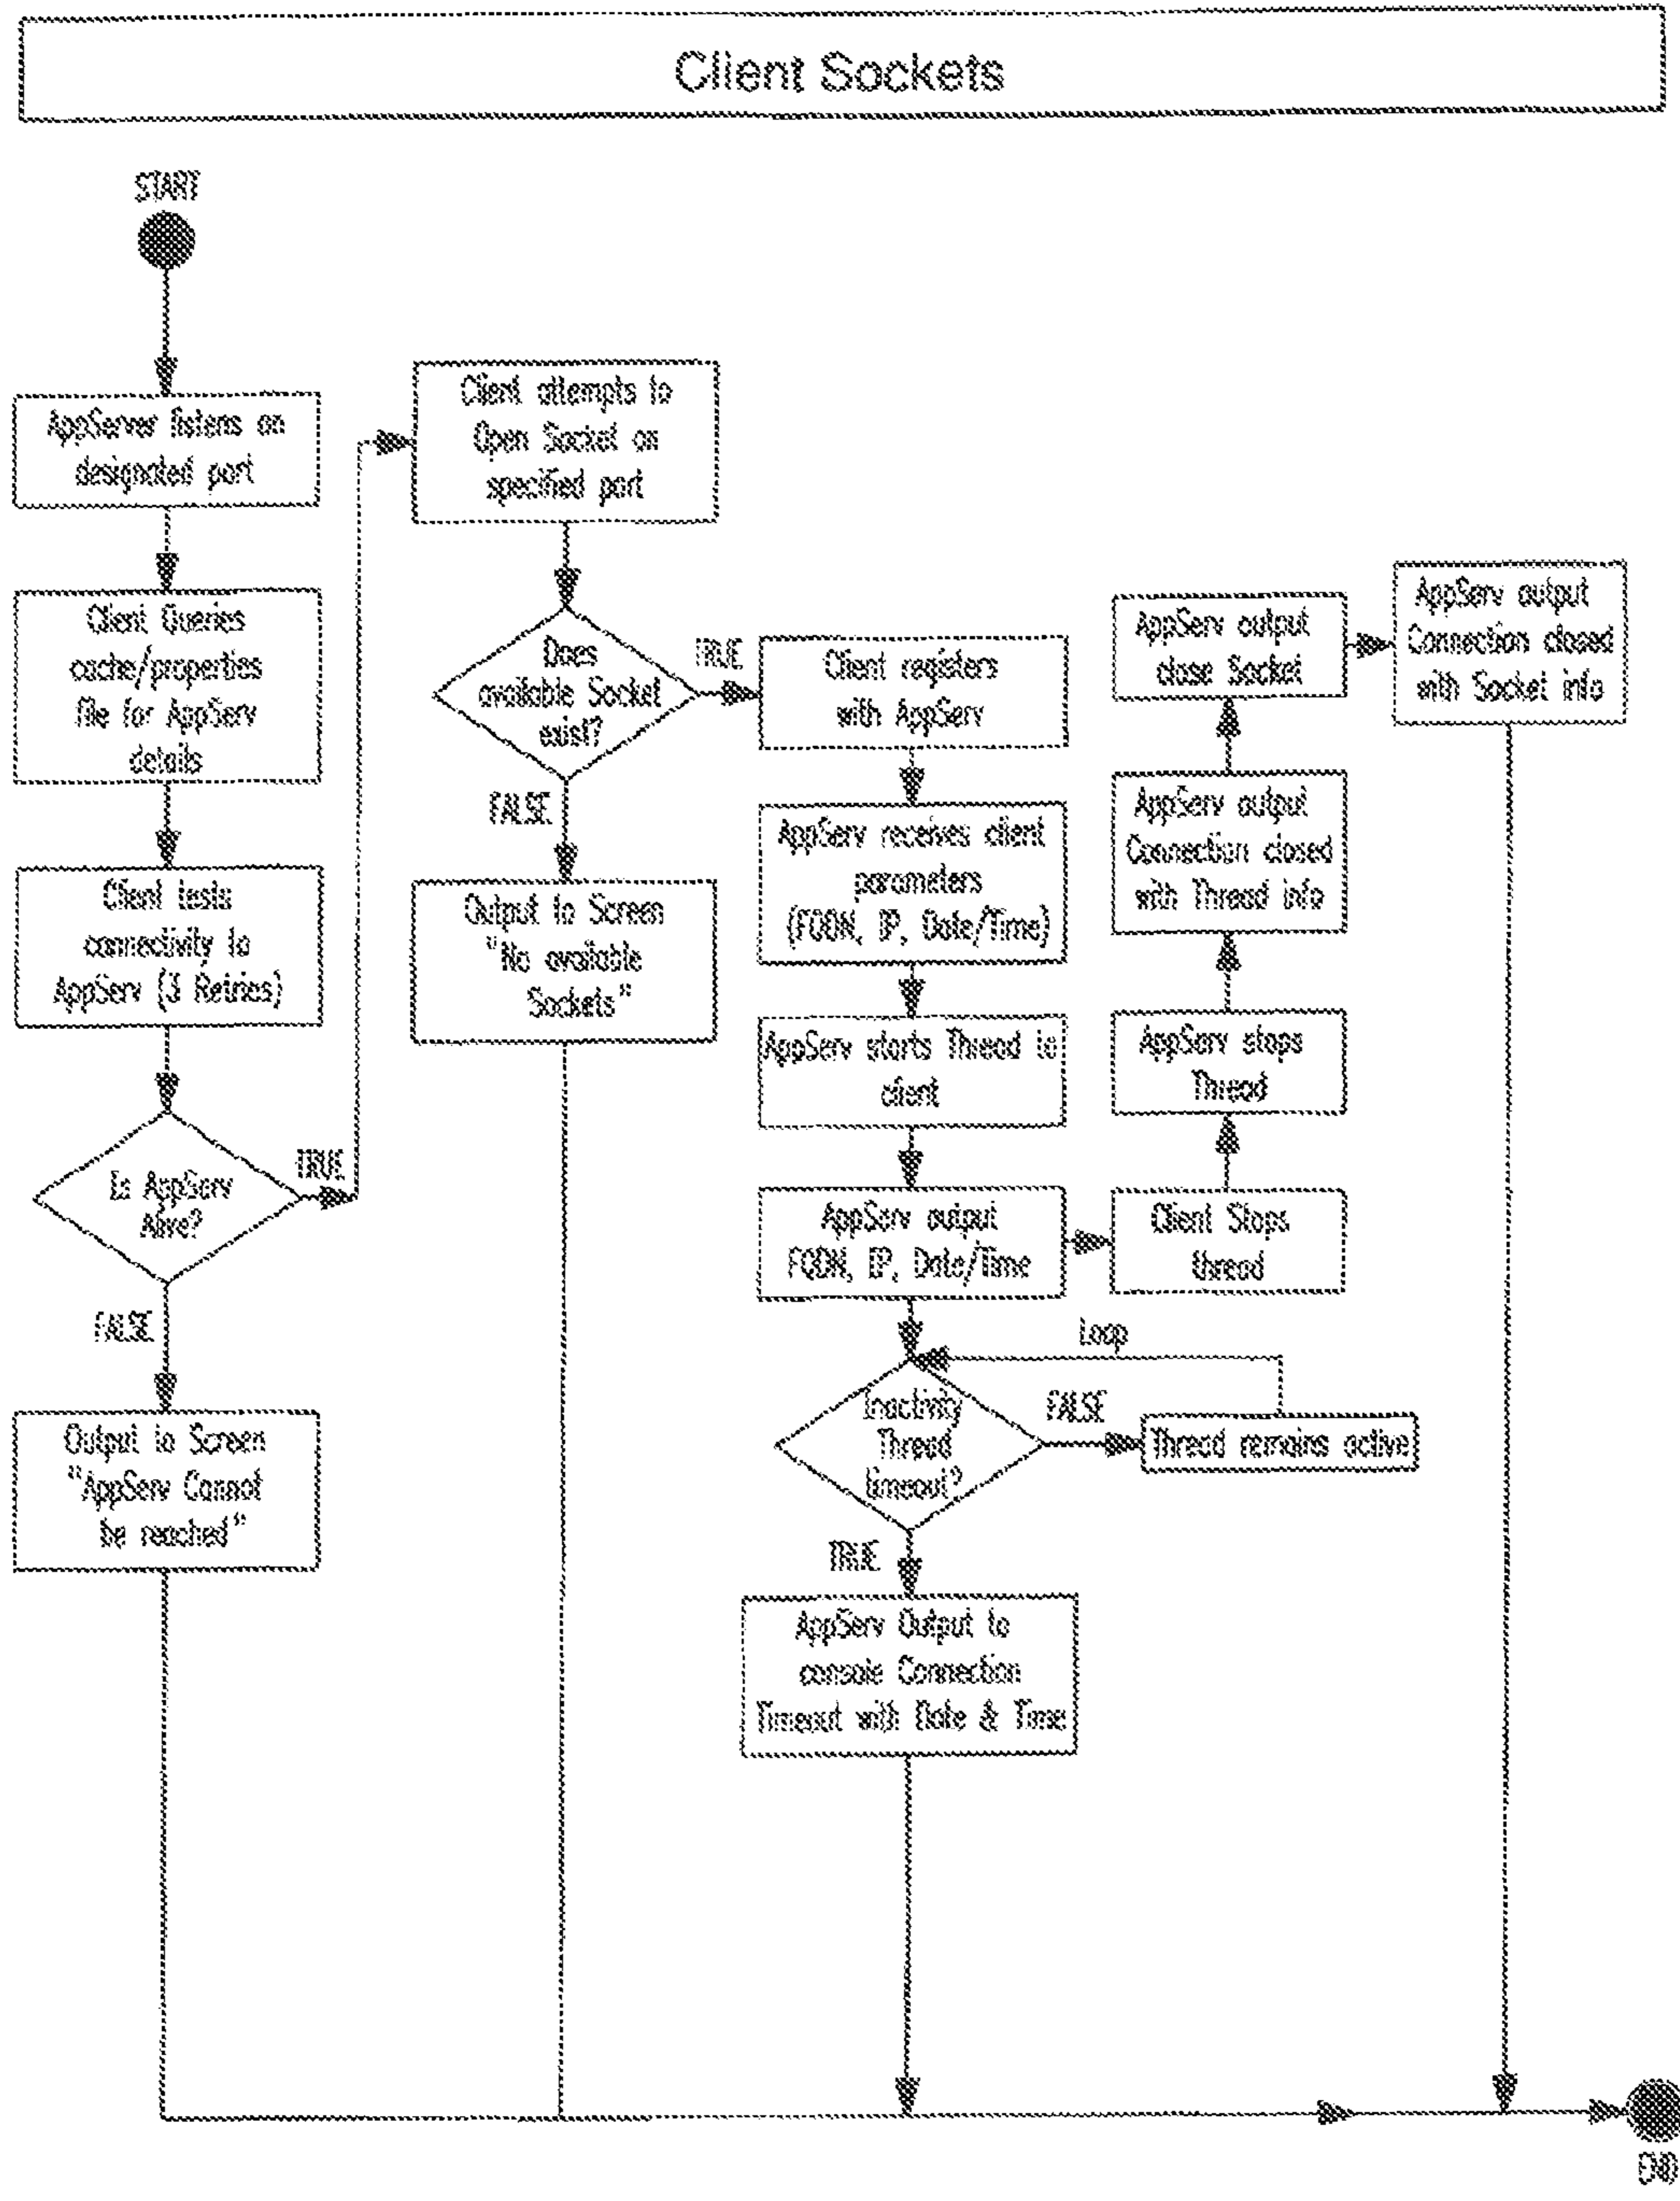 Client Sockets
START
AppServer listens on
designated port
Client Queries
cache/properties
file for AppServ
details
Client tests
connectivity to
AppServ (3 Retries)
Is AppServ
Alive?
TRUE
FALSE
Output to Screen
"AppServ Cannot
be reached"
Client attempts to
Open Socket on
specified port
Does
available Socket
exist?
TRUE
FALSE
Output to Screen
"No available
Sockets"
Client registers
with AppServ
AppServ receives client
parameters
(FQDN, IP, Date/Time)
AppServ starts Thread to
client
AppServ output
FQDN, IP, Date/Time
Client Stops
thread
AppServ stops
Thread
AppServ output
Connection closed
with Thread info
AppServ output
close Socket
AppServ output
Connection closed
with Socket info
Loop
Inactivity
Thread
timeout?
FALSE
Thread remains active
TRUE
AppServ Output to
console Connection
Timeout with Date & Time
END